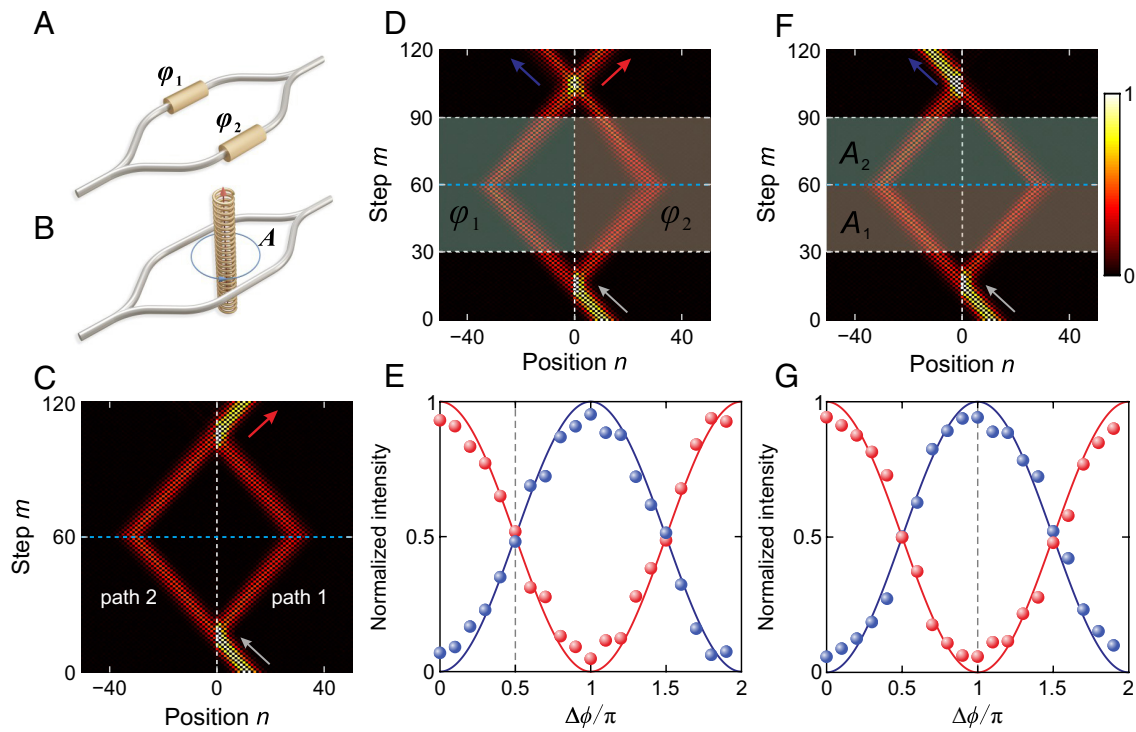 A
φ₁
φ₂
B
A
C
120
60
0
Step m
path 2
path 1
−40
0
40
Position n
D
120
90
60
30
0
Step m
φ₁
φ₂
−40
0
40
Position n
E
1
0.5
0
Normalized intensity
0
0.5
1
1.5
2
Δϕ/π
F
120
90
60
30
0
Step m
A₂
A₁
−40
0
40
Position n
1
0
G
1
0.5
0
Normalized intensity
0
0.5
1
1.5
2
Δϕ/π